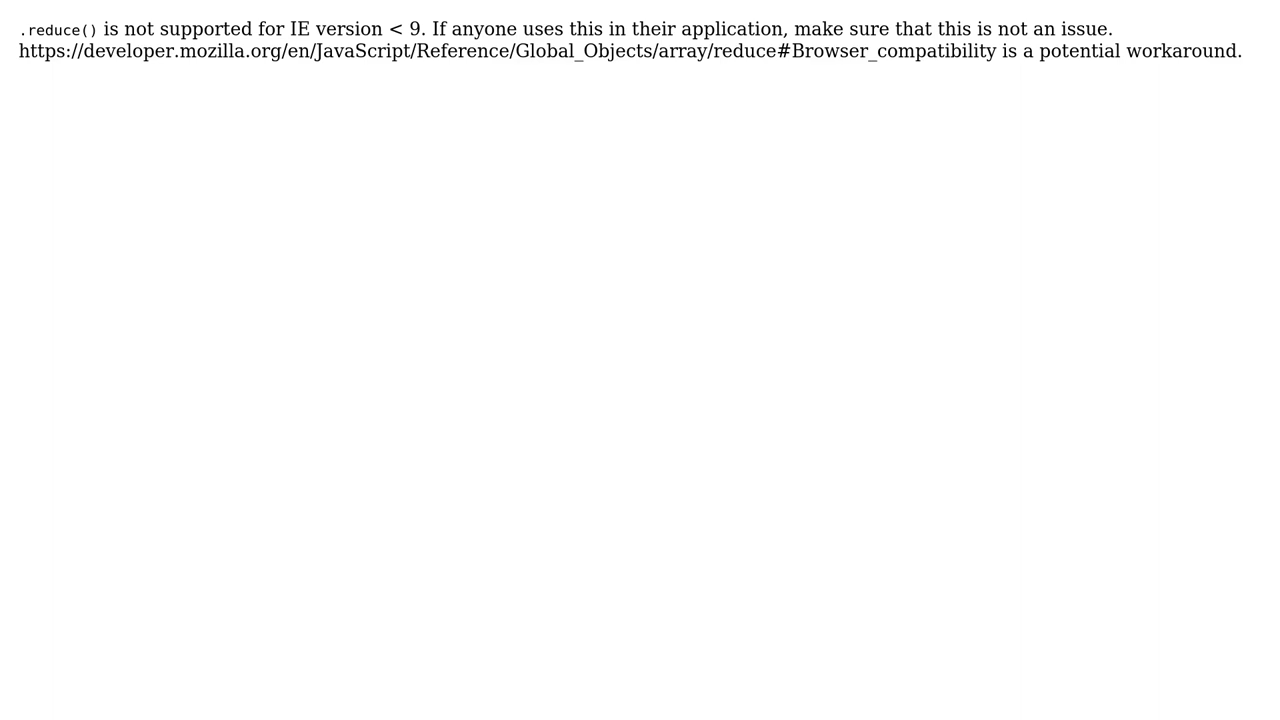 .reduce() is not supported for IE version < 9. If anyone uses this in their application, make sure that this is not an issue.
https://developer.mozilla.org/en/JavaScript/Reference/Global_Objects/array/reduce#Browser_compatibility is a potential workaround.